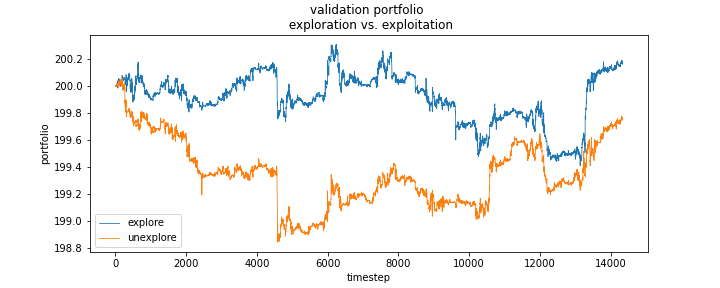 validation portfolio
exploration vs. exploitation
portfolio
200.2
200.0
199.8
199.6
199.4
199.2
199.0
198.8
explore
unexplore
0
2000
4000
6000
8000
10000
12000
14000
timestep